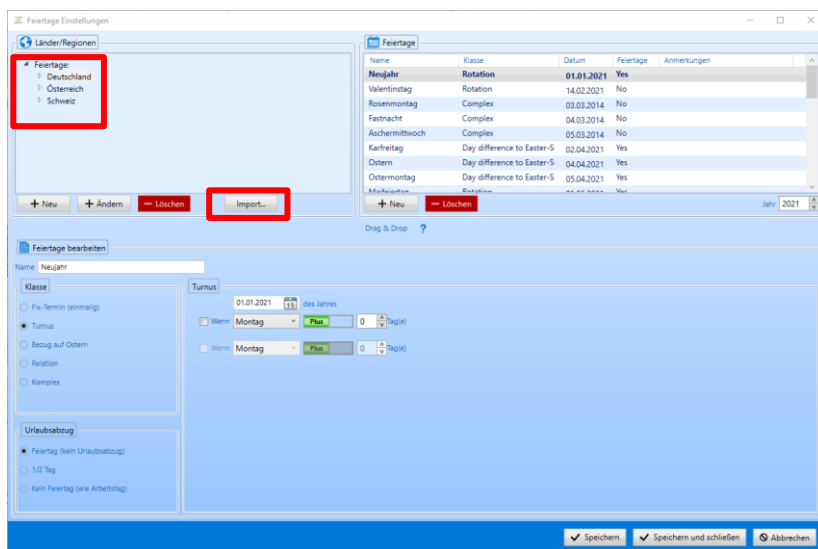 Feiertage Einstellungen
Länder/Regionen
Feiertage:
Deutschland
Österreich
Schweiz
Neu
Ändern
Löschen
Import...
Feiertage
Name Klasse Datum Feiertage Anmerkungen
Neujahr Rotation 01.01.2021 Yes
Valentinstag Rotation 14.02.2021 No
Rosenmontag Complex 03.03.2014 No
Fastnacht Complex 04.03.2014 No
Aschermittwoch Complex 05.03.2014 No
Karfreitag Day difference to Easter-S 02.04.2021 Yes
Ostern Day difference to Easter-S 04.04.2021 Yes
Ostermontag Day difference to Easter-S 05.04.2021 Yes
Neu
Löschen
Jahr 2021
Drag & Drop ?
Feiertage bearbeiten
Name Neujahr
Klasse
Fix-Termin (einmalig)
Turnus
Bezug auf Ostern
Relation
Komplex
Urlaubsabzug
Feiertag (kein Urlaubsabzug)
1/2 Tag
Kein Feiertag (wie Arbeitstag)
Turnus
01.01.2021 15 des Jahres
Wenn Montag Plus 0 Tag(e)
Wenn Montag Plus 0 Tag(e)
Speichern
Speichern und schließen
Abbrechen